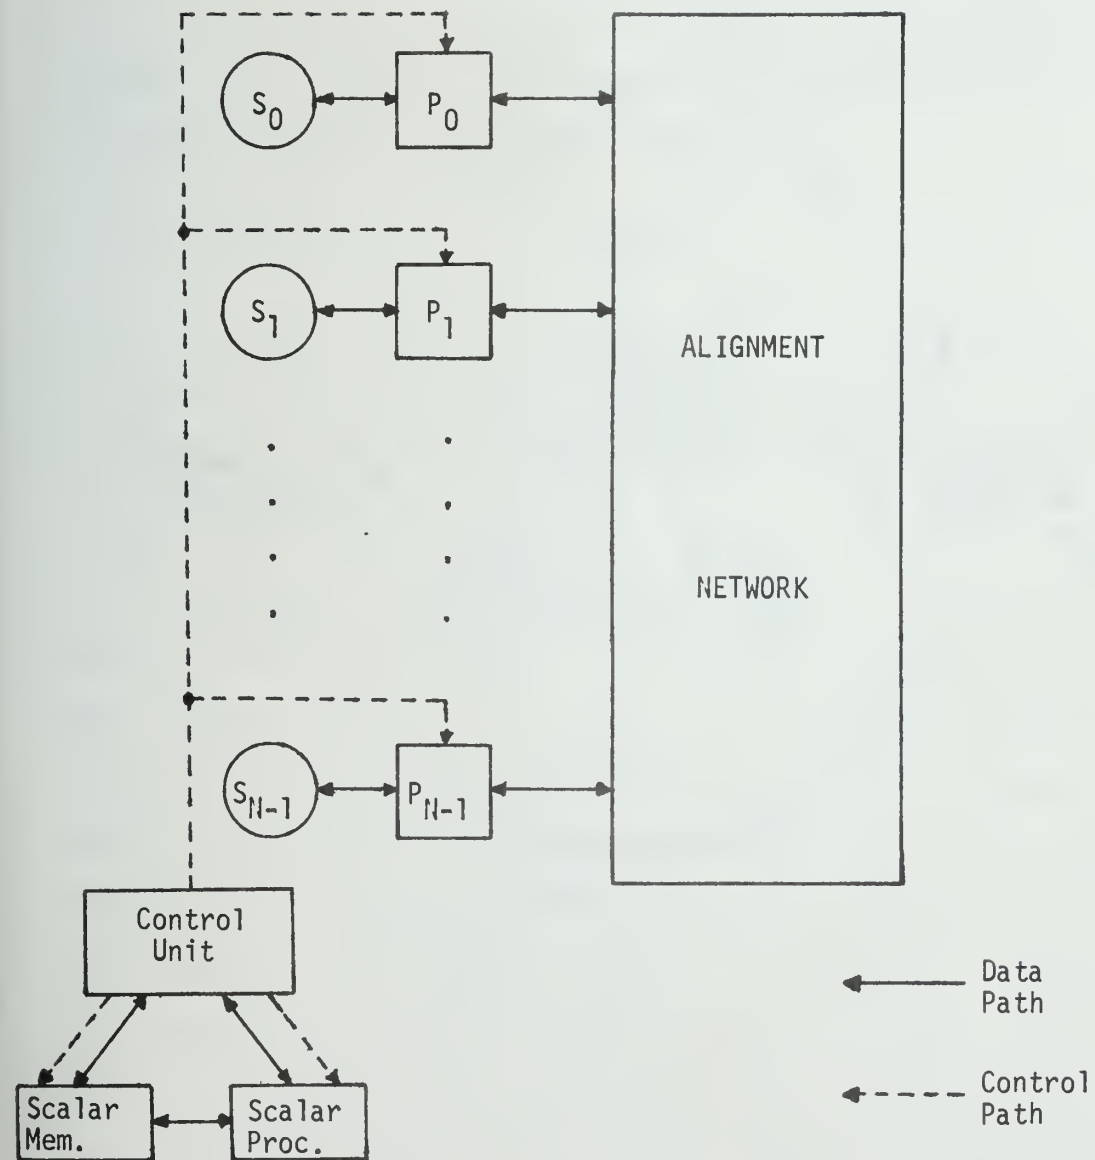 S0 P0
S1 P1
ALIGNMENT
NETWORK
SN-1 PN-1
Control
Unit
Data
Path
Scalar
Mem.
Scalar
Proc.
Control
Path